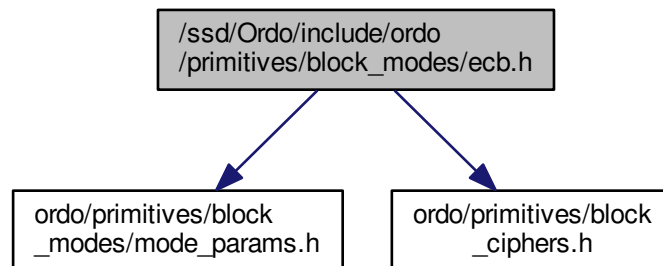 /ssd/Ordo/include/ordo
/primitives/block_modes/ecb.h
ordo/primitives/block
_modes/mode_params.h
ordo/primitives/block
_ciphers.h